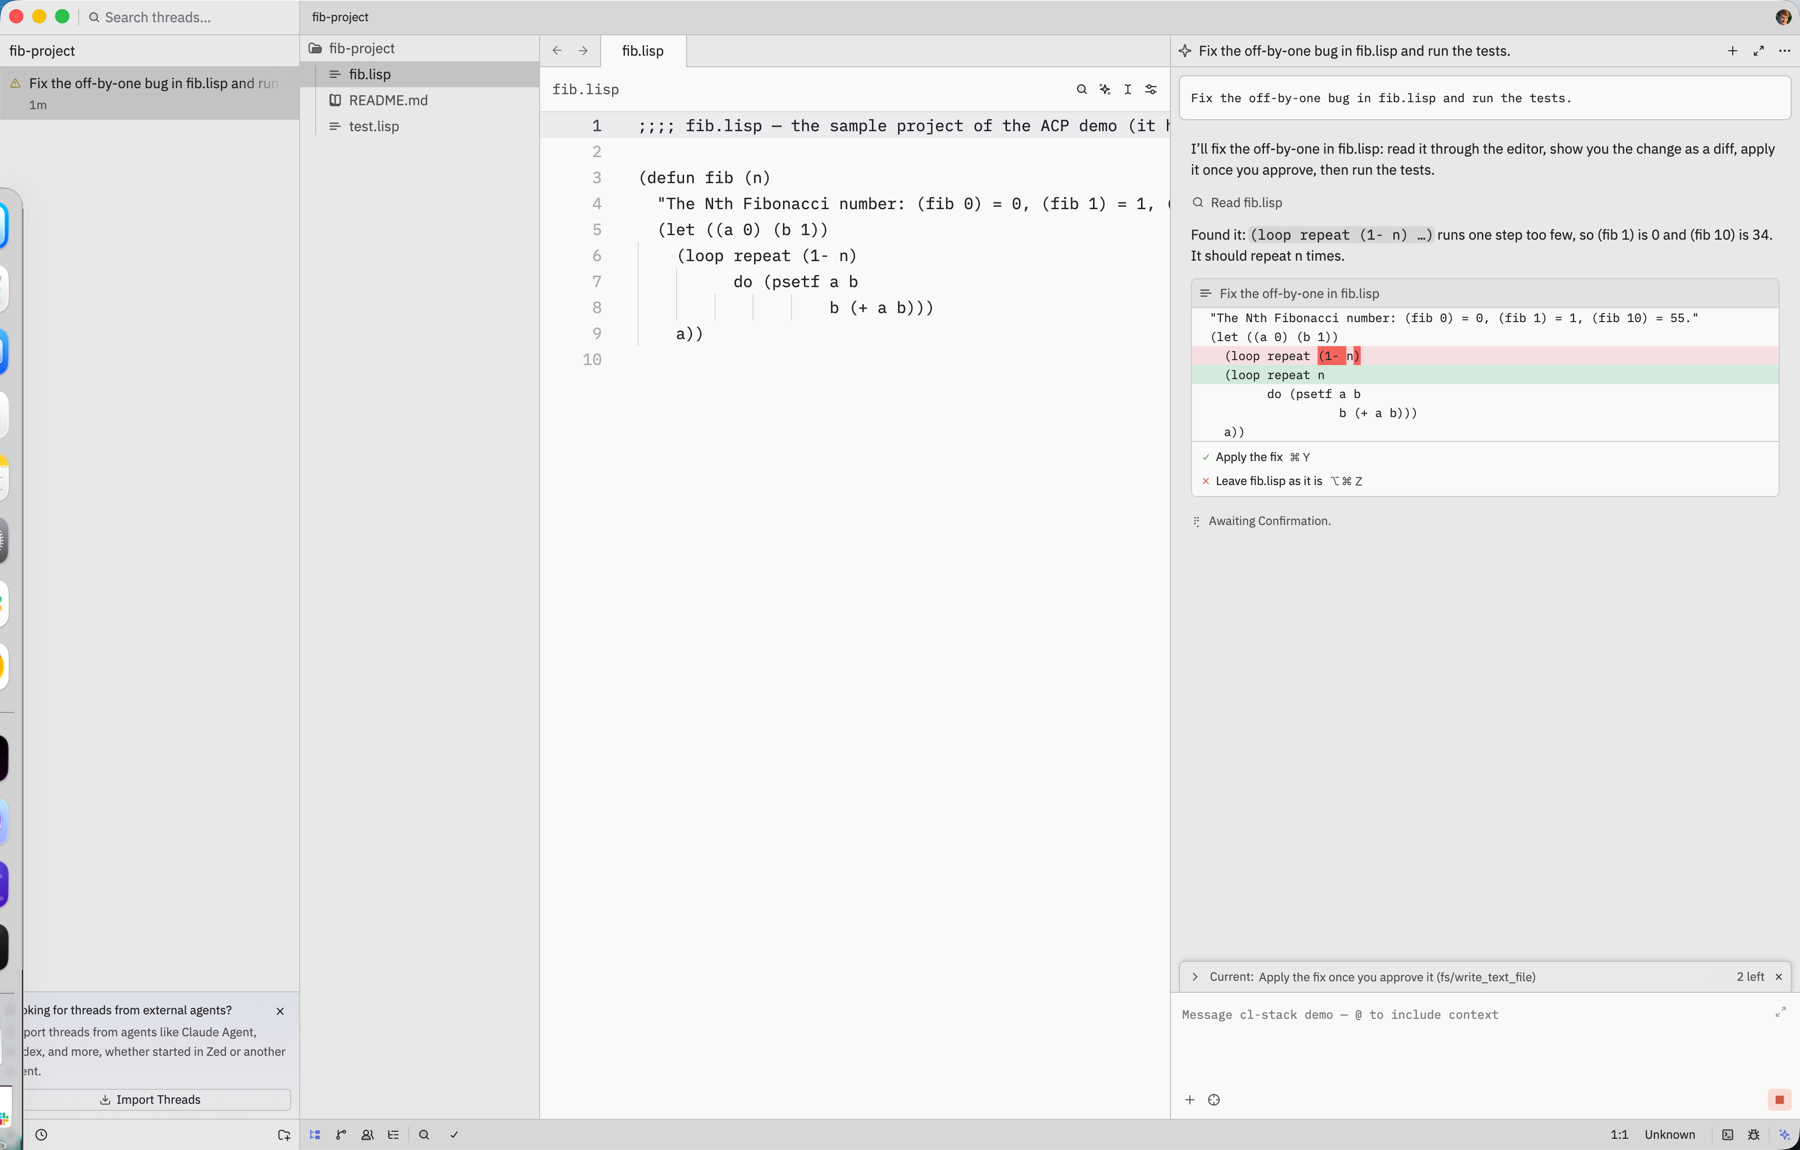 Search threads...
fib-project
fib-project
Fix the off-by-one bug in fib.lisp and run
1m
fib-project
fib.lisp
README.md
test.lisp
fib.lisp
fib.lisp
1 ;;;; fib.lisp — the sample project of the ACP demo (it
2
3 (defun fib (n)
4 "The Nth Fibonacci number: (fib 0) = 0, (fib 1) = 1,
5 (let ((a 0) (b 1))
6 (loop repeat (1- n)
7 do (psetf a b
8 b (+ a b)))
9 a))
10
Fix the off-by-one bug in fib.lisp and run the tests.
Fix the off-by-one bug in fib.lisp and run the tests.
I’ll fix the off-by-one in fib.lisp: read it through the editor, show you the change as a diff, apply
it once you approve, then run the tests.
Read fib.lisp
Found it: (loop repeat (1- n) …) runs one step too few, so (fib 1) is 0 and (fib 10) is 34.
It should repeat n times.
Fix the off-by-one in fib.lisp
"The Nth Fibonacci number: (fib 0) = 0, (fib 1) = 1, (fib 10) = 55."
(let ((a 0) (b 1))
(loop repeat (1- n)
(loop repeat n
do (psetf a b
b (+ a b)))
a))
Apply the fix ⌘ Y
Leave fib.lisp as it is ⌥⌘ Z
Awaiting Confirmation.
Current: Apply the fix once you approve it (fs/write_text_file)
2 left
Message cl-stack demo — @ to include context
oking for threads from external agents?
port threads from agents like Claude Agent,
dex, and more, whether started in Zed or another
ent.
Import Threads
1:1
Unknown